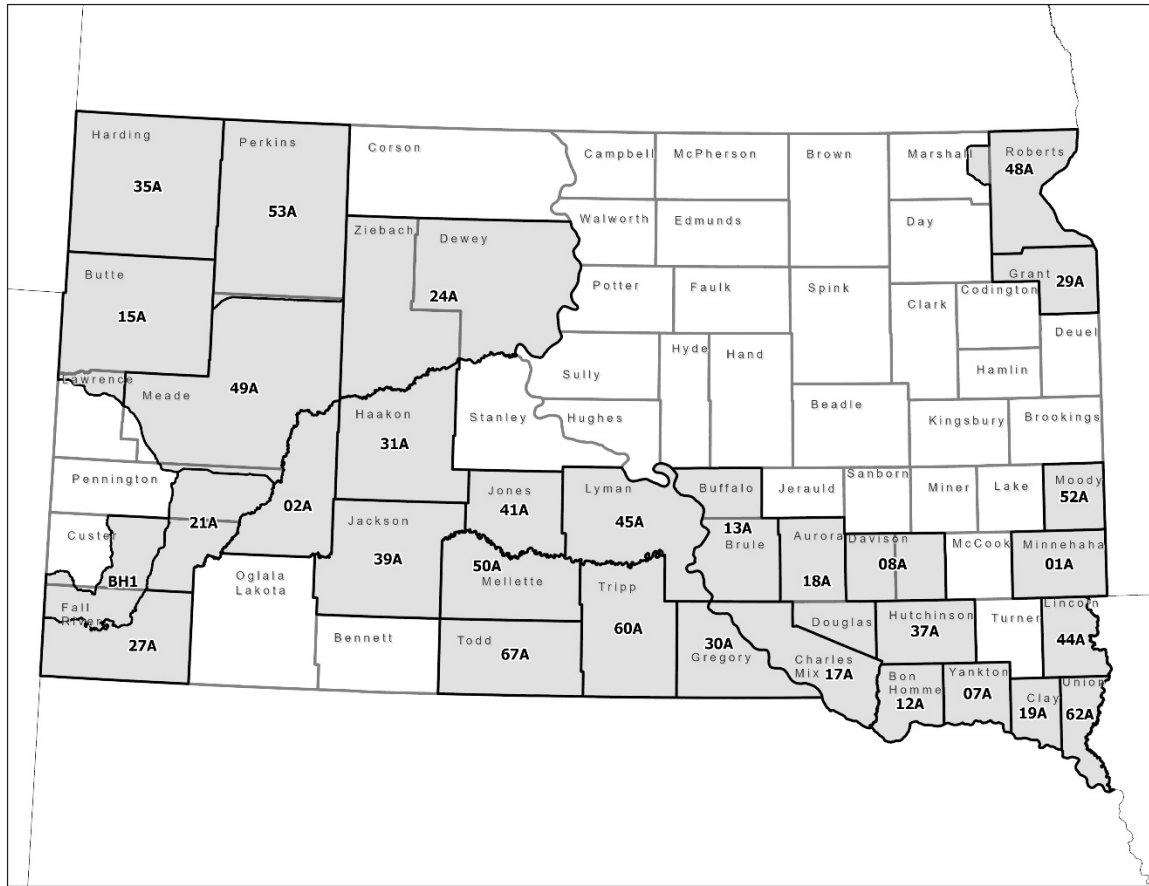 Harding
35A
Perkins
53A
Corson
Campbell
McPherson
Brown
Marshall
Roberts
48A
Walworth
Edmunds
Day
Ziebach
Dewey
24A
Butte
15A
Potter
Faulk
Spink
Clark
Codington
Grant
29A
Deuel
Hamlin
Lawrence
Meade
49A
Haakon
31A
Stanley
Sully
Hyde
Hand
Hughes
Beadle
Kingsbury
Brookings
Pennington
02A
21A
Jackson
39A
Jones
41A
Lyman
45A
Buffalo
13A
Brule
Jerauld
Sanborn
Miner
Lake
Moody
52A
Custer
BH1
Oglala
Lakota
50A
Mellette
Tripp
60A
Aurora
18A
Davison
08A
McCook
Minnehaha
01A
Fall
River
27A
Bennett
Todd
67A
30A
Gregory
Charles
Mix
17A
Douglas
Hutchinson
37A
Turner
Lincoln
44A
Bon
Homme
12A
Yankton
07A
Clay
19A
Union
62A